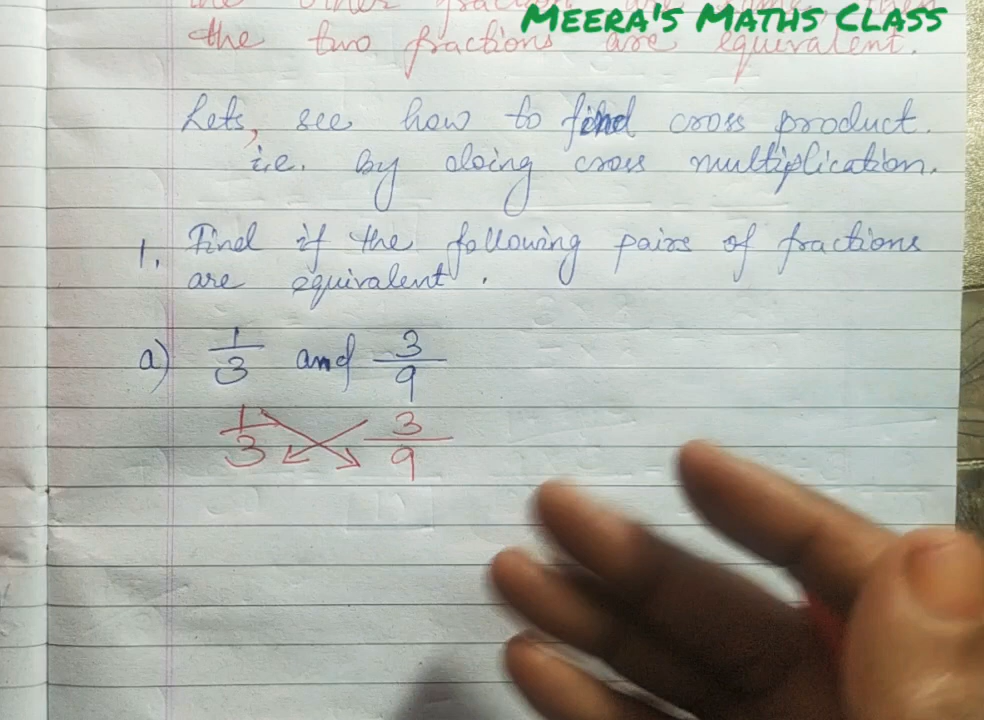 MEERA'S MATHS CLASS
the other
the two fractions are equivalent.
Lets, see how to find cross product.
i.e. By doing cross multiplication.
1. Find if the following pairs of fractions
are equivalent.
a) 1/3 and 3/9
1/3 3/9